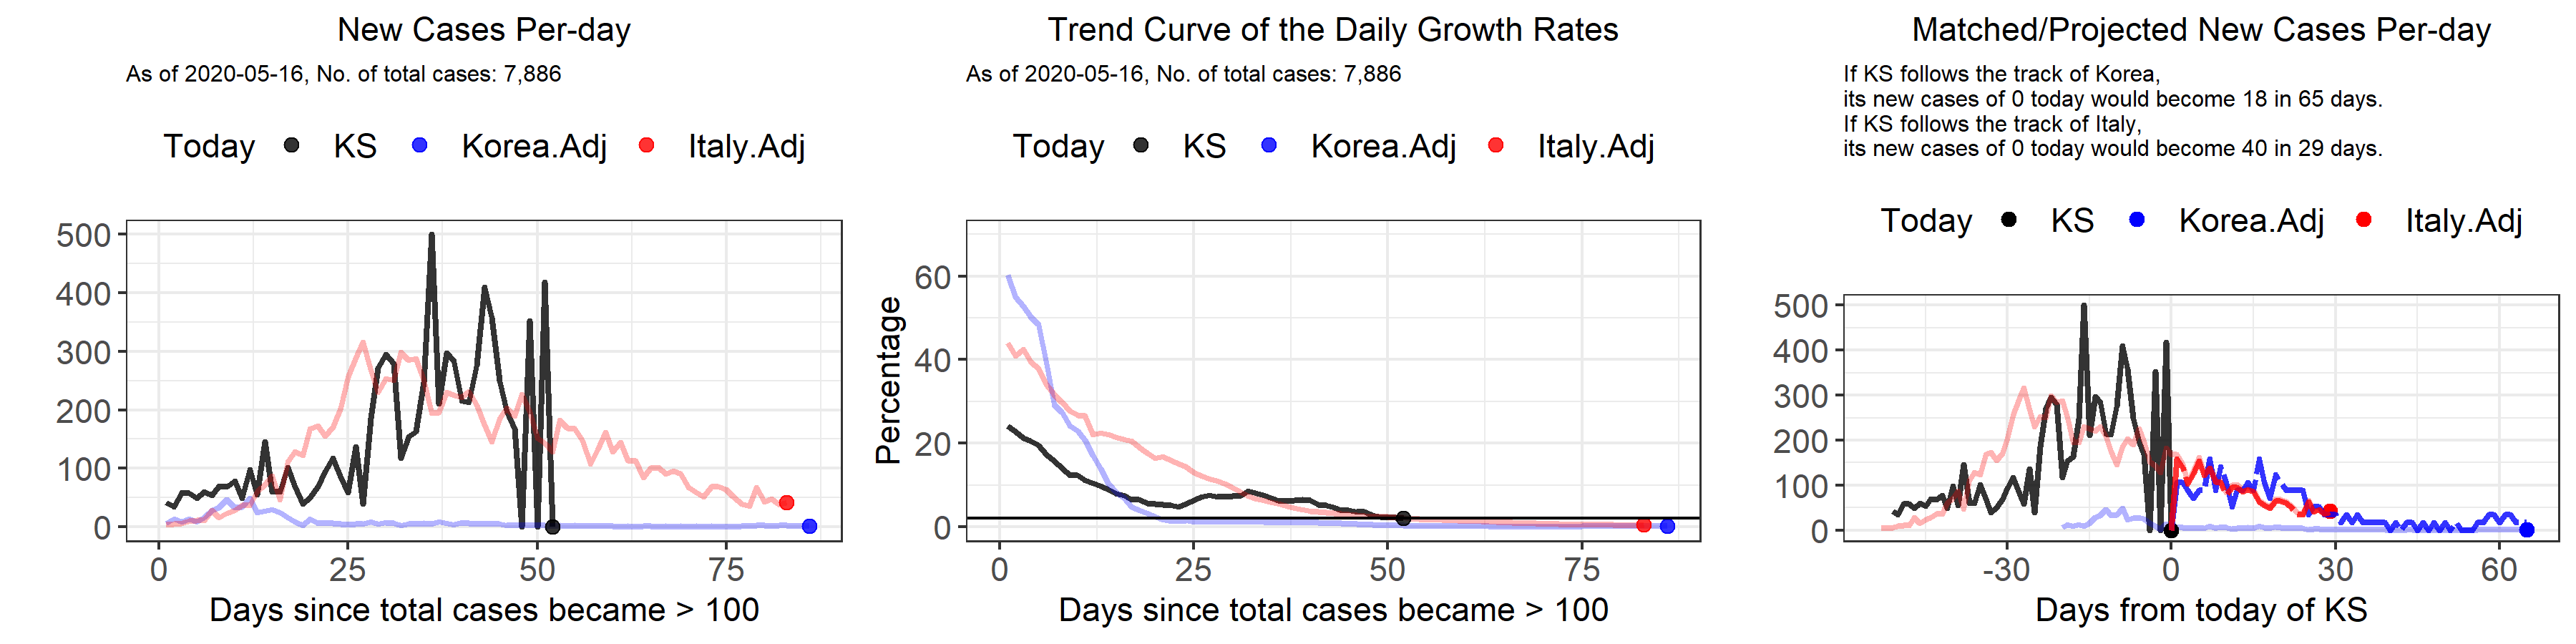 New Cases Per-day
As of 2020-05-16, No. of total cases: 7,886
Today KS Korea.Adj Italy.Adj
500
400
300
200
100
0
0 25 50 75
Days since total cases became > 100
Trend Curve of the Daily Growth Rates
As of 2020-05-16, No. of total cases: 7,886
Today KS Korea.Adj Italy.Adj
Percentage
60
40
20
0
0 25 50 75
Days since total cases became > 100
Matched/Projected New Cases Per-day
If KS follows the track of Korea,
its new cases of 0 today would become 18 in 65 days.
If KS follows the track of Italy,
its new cases of 0 today would become 40 in 29 days.
Today KS Korea.Adj Italy.Adj
500
400
300
200
100
0
-30 0 30 60
Days from today of KS